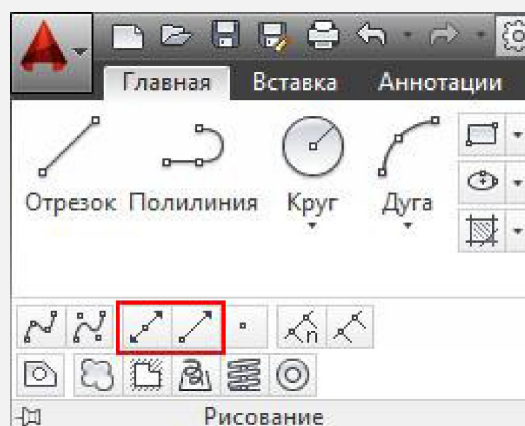 Главная Вставка Аннотации
Отрезок Полилиния Круг Дуга
n
Рисование